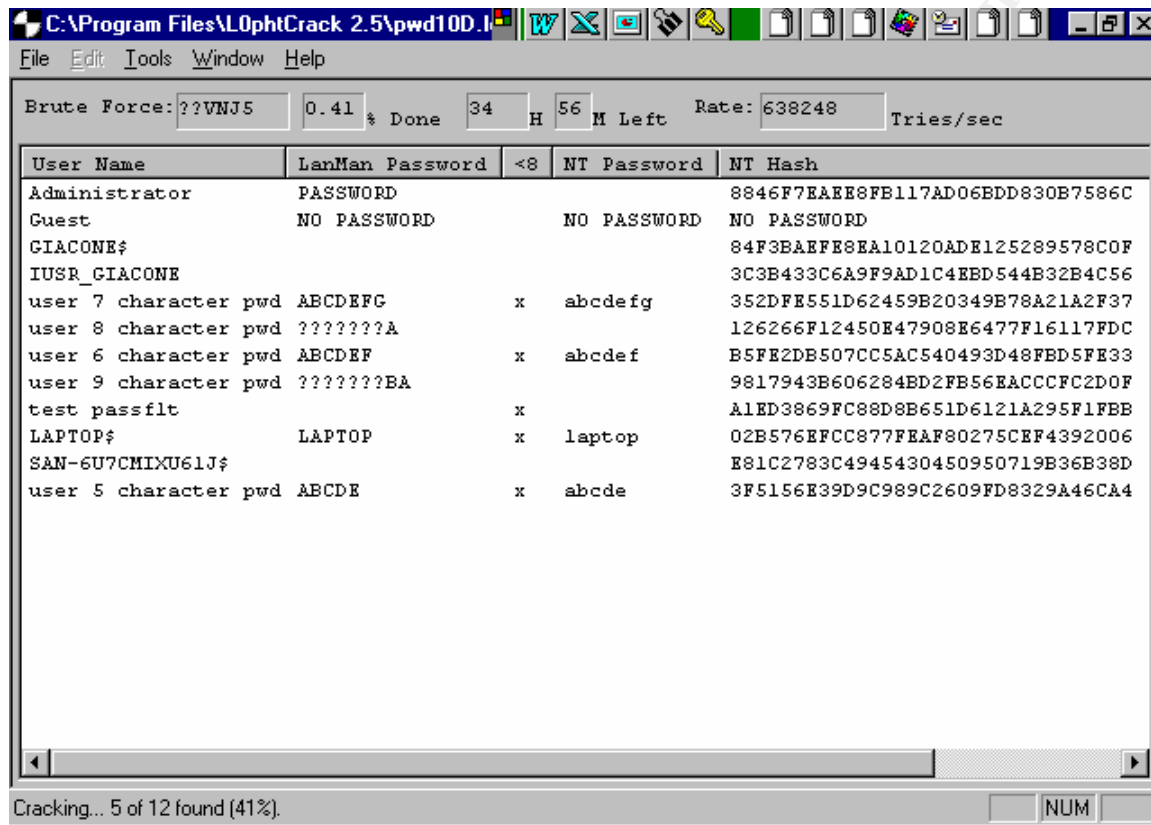 C:\Program Files\L0phtCrack 2.5\pwd10D.l
File Edit Tools Window Help
Brute Force: ??VNJ5 0.41 % Done 34 H 56 M Left Rate: 638248 Tries/sec
User Name LanMan Password <8 NT Password NT Hash
Administrator PASSWORD 8846F7EAEE8FB117AD06BDD830B7586C
Guest NO PASSWORD NO PASSWORD NO PASSWORD
GIACONE$ 84F3BAEFE8EA10120ADE125289578C0F
IUSR_GIACONE 3C3B433C6A9F9AD1C4EBD544B32B4C56
user 7 character pwd ABCDEFG x abcdefg 352DFE551D62459B20349B78A21A2F37
user 8 character pwd ???????A 126266F12450E47908E6477F16117FDC
user 6 character pwd ABCDEF x abcdef B5FE2DB507CC5AC540493D48FBD5FE33
user 9 character pwd ???????BA 9817943B606284BD2FB56EACCCFC2D0F
test passflt x A1ED3869FC88D8B651D6121A295F1FBB
LAPTOP$ LAPTOP x laptop 02B576EFCC877FEAF80275CEF4392006
SAN-6U7CMIXU61J$ E81C2783C4945430450950719B36B38D
user 5 character pwd ABCDE x abcde 3F5156E39D9C989C2609FD8329A46CA4
Cracking... 5 of 12 found (41%). NUM